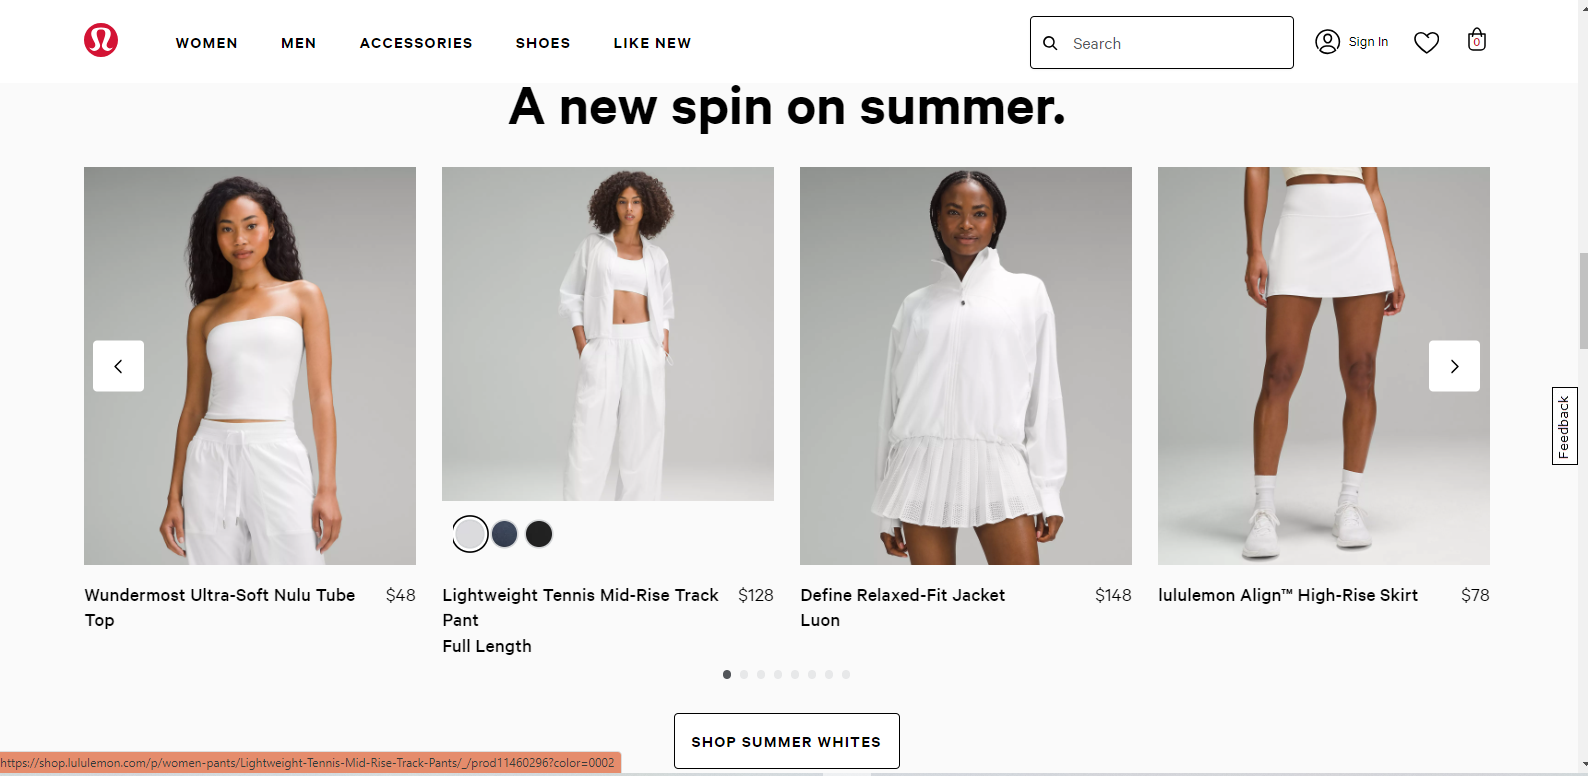 WOMEN MEN ACCESSORIES SHOES LIKE NEW Search Sign In 0
A new spin on summer.
Wundermost Ultra-Soft Nulu Tube Top $48
Lightweight Tennis Mid-Rise Track Pant $128
Full Length
Define Relaxed-Fit Jacket $148
Luon
lululemon Align™ High-Rise Skirt $78
Feedback
SHOP SUMMER WHITES
https://shop.lululemon.com/p/women-pants/Lightweight-Tennis-Mid-Rise-Track-Pants/_/prod11460296?color=0002